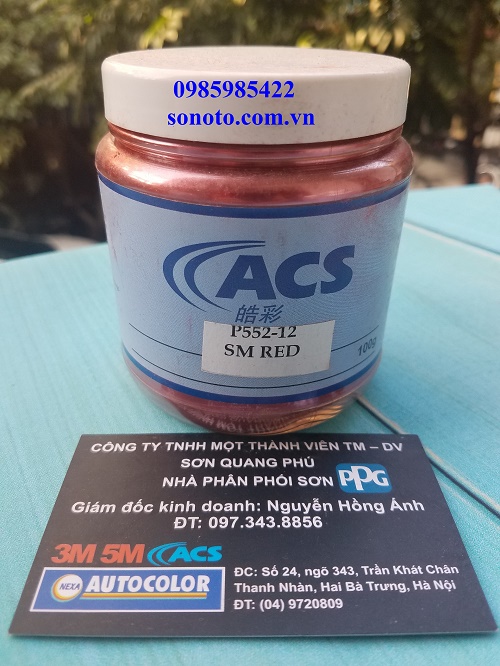 0985985422
sonoto.com.vn
ACS
皓彩
P552-12
SM RED
100g
CÔNG TY TNHH MỘT THÀNH VIÊN TM – DV
SƠN QUANG PHÚ
NHÀ PHÂN PHỐI SƠN PPG
Giám đốc kinh doanh: Nguyễn Hồng Ánh
ĐT: 097.343.8856
3M 5M ACS
NEXA AUTOCOLOR
ĐC: Số 24, ngõ 343, Trần Khát Chân
Thanh Nhàn, Hai Bà Trưng, Hà Nội
ĐT: (04) 9720809